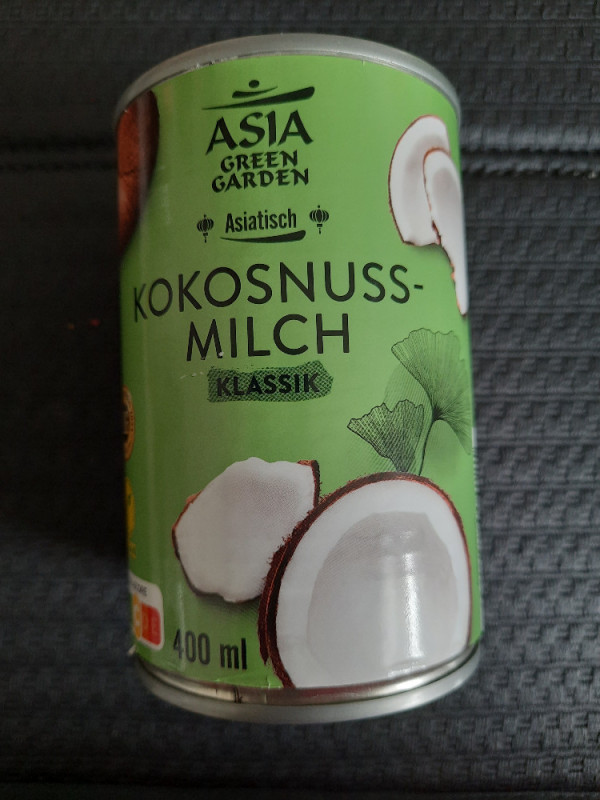 ASIA
GREEN
GARDEN
Asiatisch
KOKOSNUSS-
MILCH
KLASSIK
400 ml